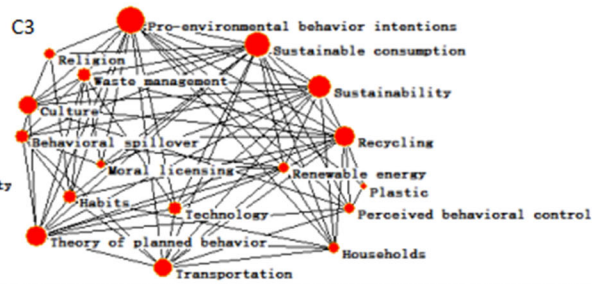 C3
Pro-environmental behavior intentions
Sustainable consumption
Religion
Waste management
Sustainability
Culture
Behavioral spillover
Recycling
Moral licensing
Renewable energy
ty
Plastic
Habits
Technology
Perceived behavioral control
Theory of planned behavior
Households
Transportation